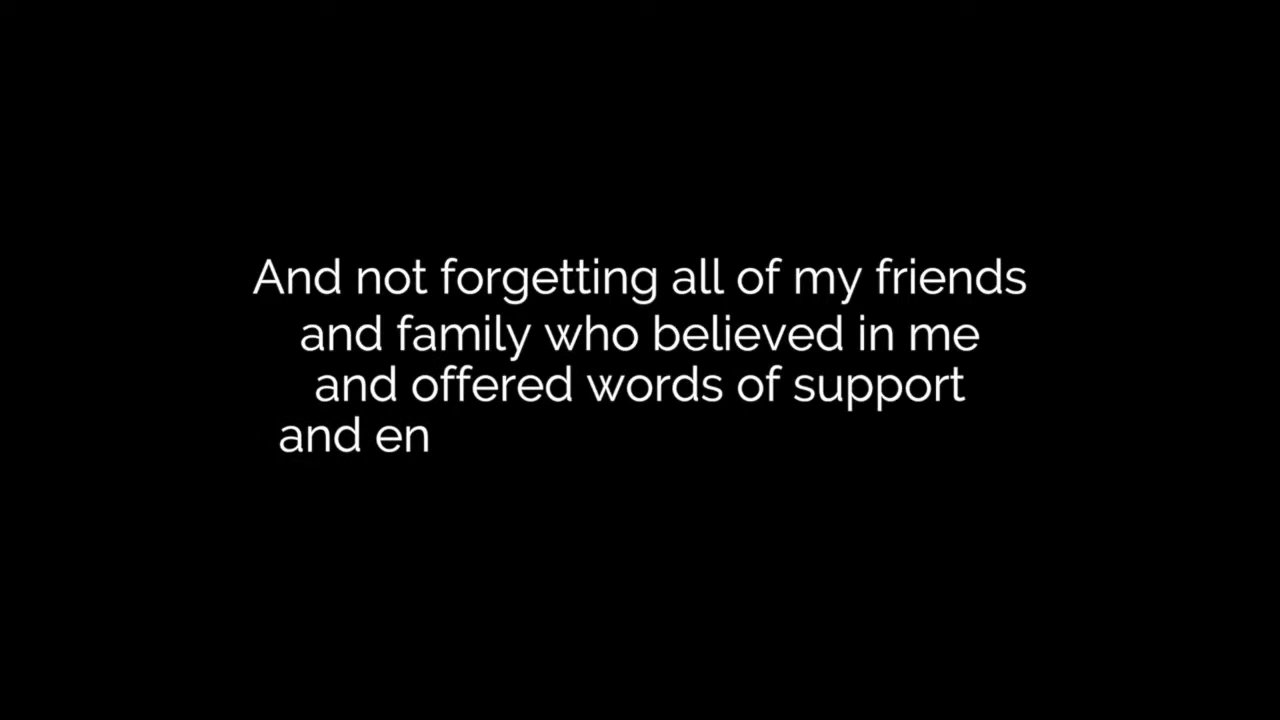 And not forgetting all of my friends
and family who believed in me
and offered words of support
and en